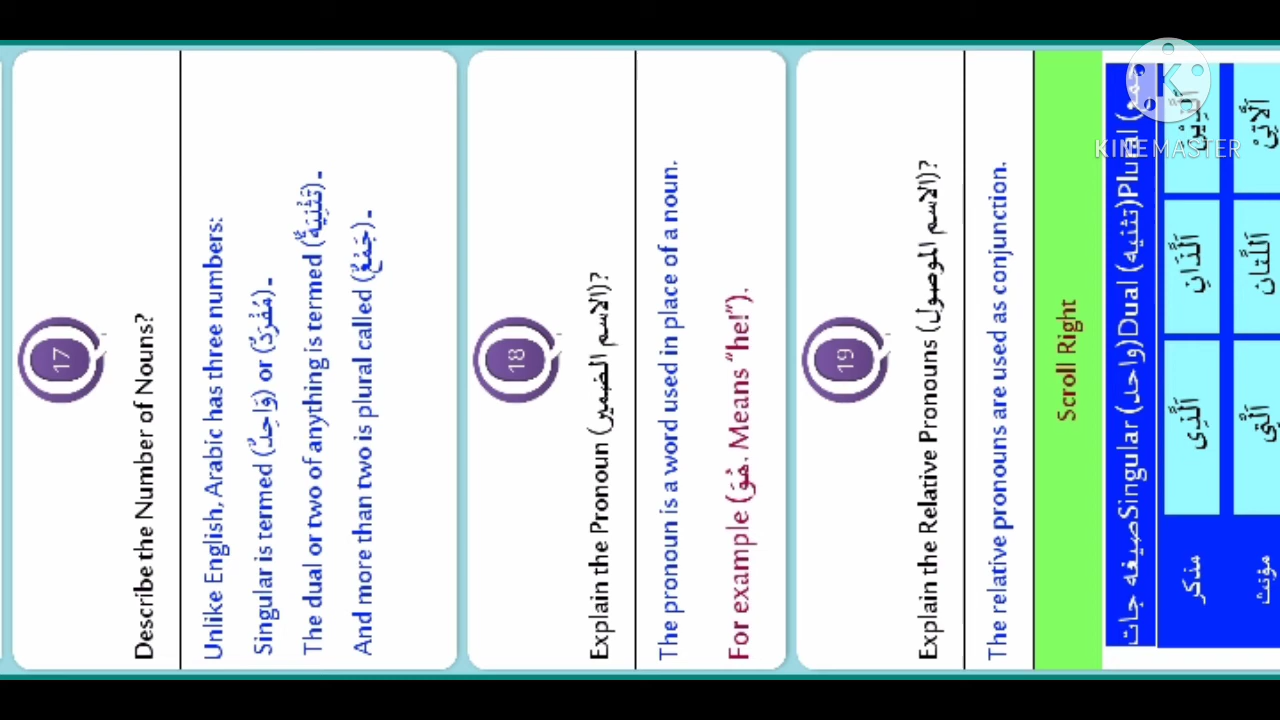 17
Describe the Number of Nouns?
Unlike English, Arabic has three numbers:
Singular is termed (وَاحِدٌ) or (مُفْرَدٌ)۔
The dual or two of anything is termed (تَثْنِيَهٌ)۔
And more than two is plural called (جَمْعٌ)۔
18
Explain the Pronoun (الاسم الضمير)?
The pronoun is a word used in place of a noun.
For example (هُوَ. Means “he!”).
19
Explain the Relative Pronouns (الاسم الموصول)?
The relative pronouns are used as conjunction.
Scroll Right
صیغہ جات Singular (واحد) Dual (تثنیہ) Plural (جمع)
مذکر اَلَّذِى اَلَّذَانِ اَلَّذِيْنَ
مؤنث اَلَّتِى اَللَّتَان اَلَّاتِىْ
KINEMASTER